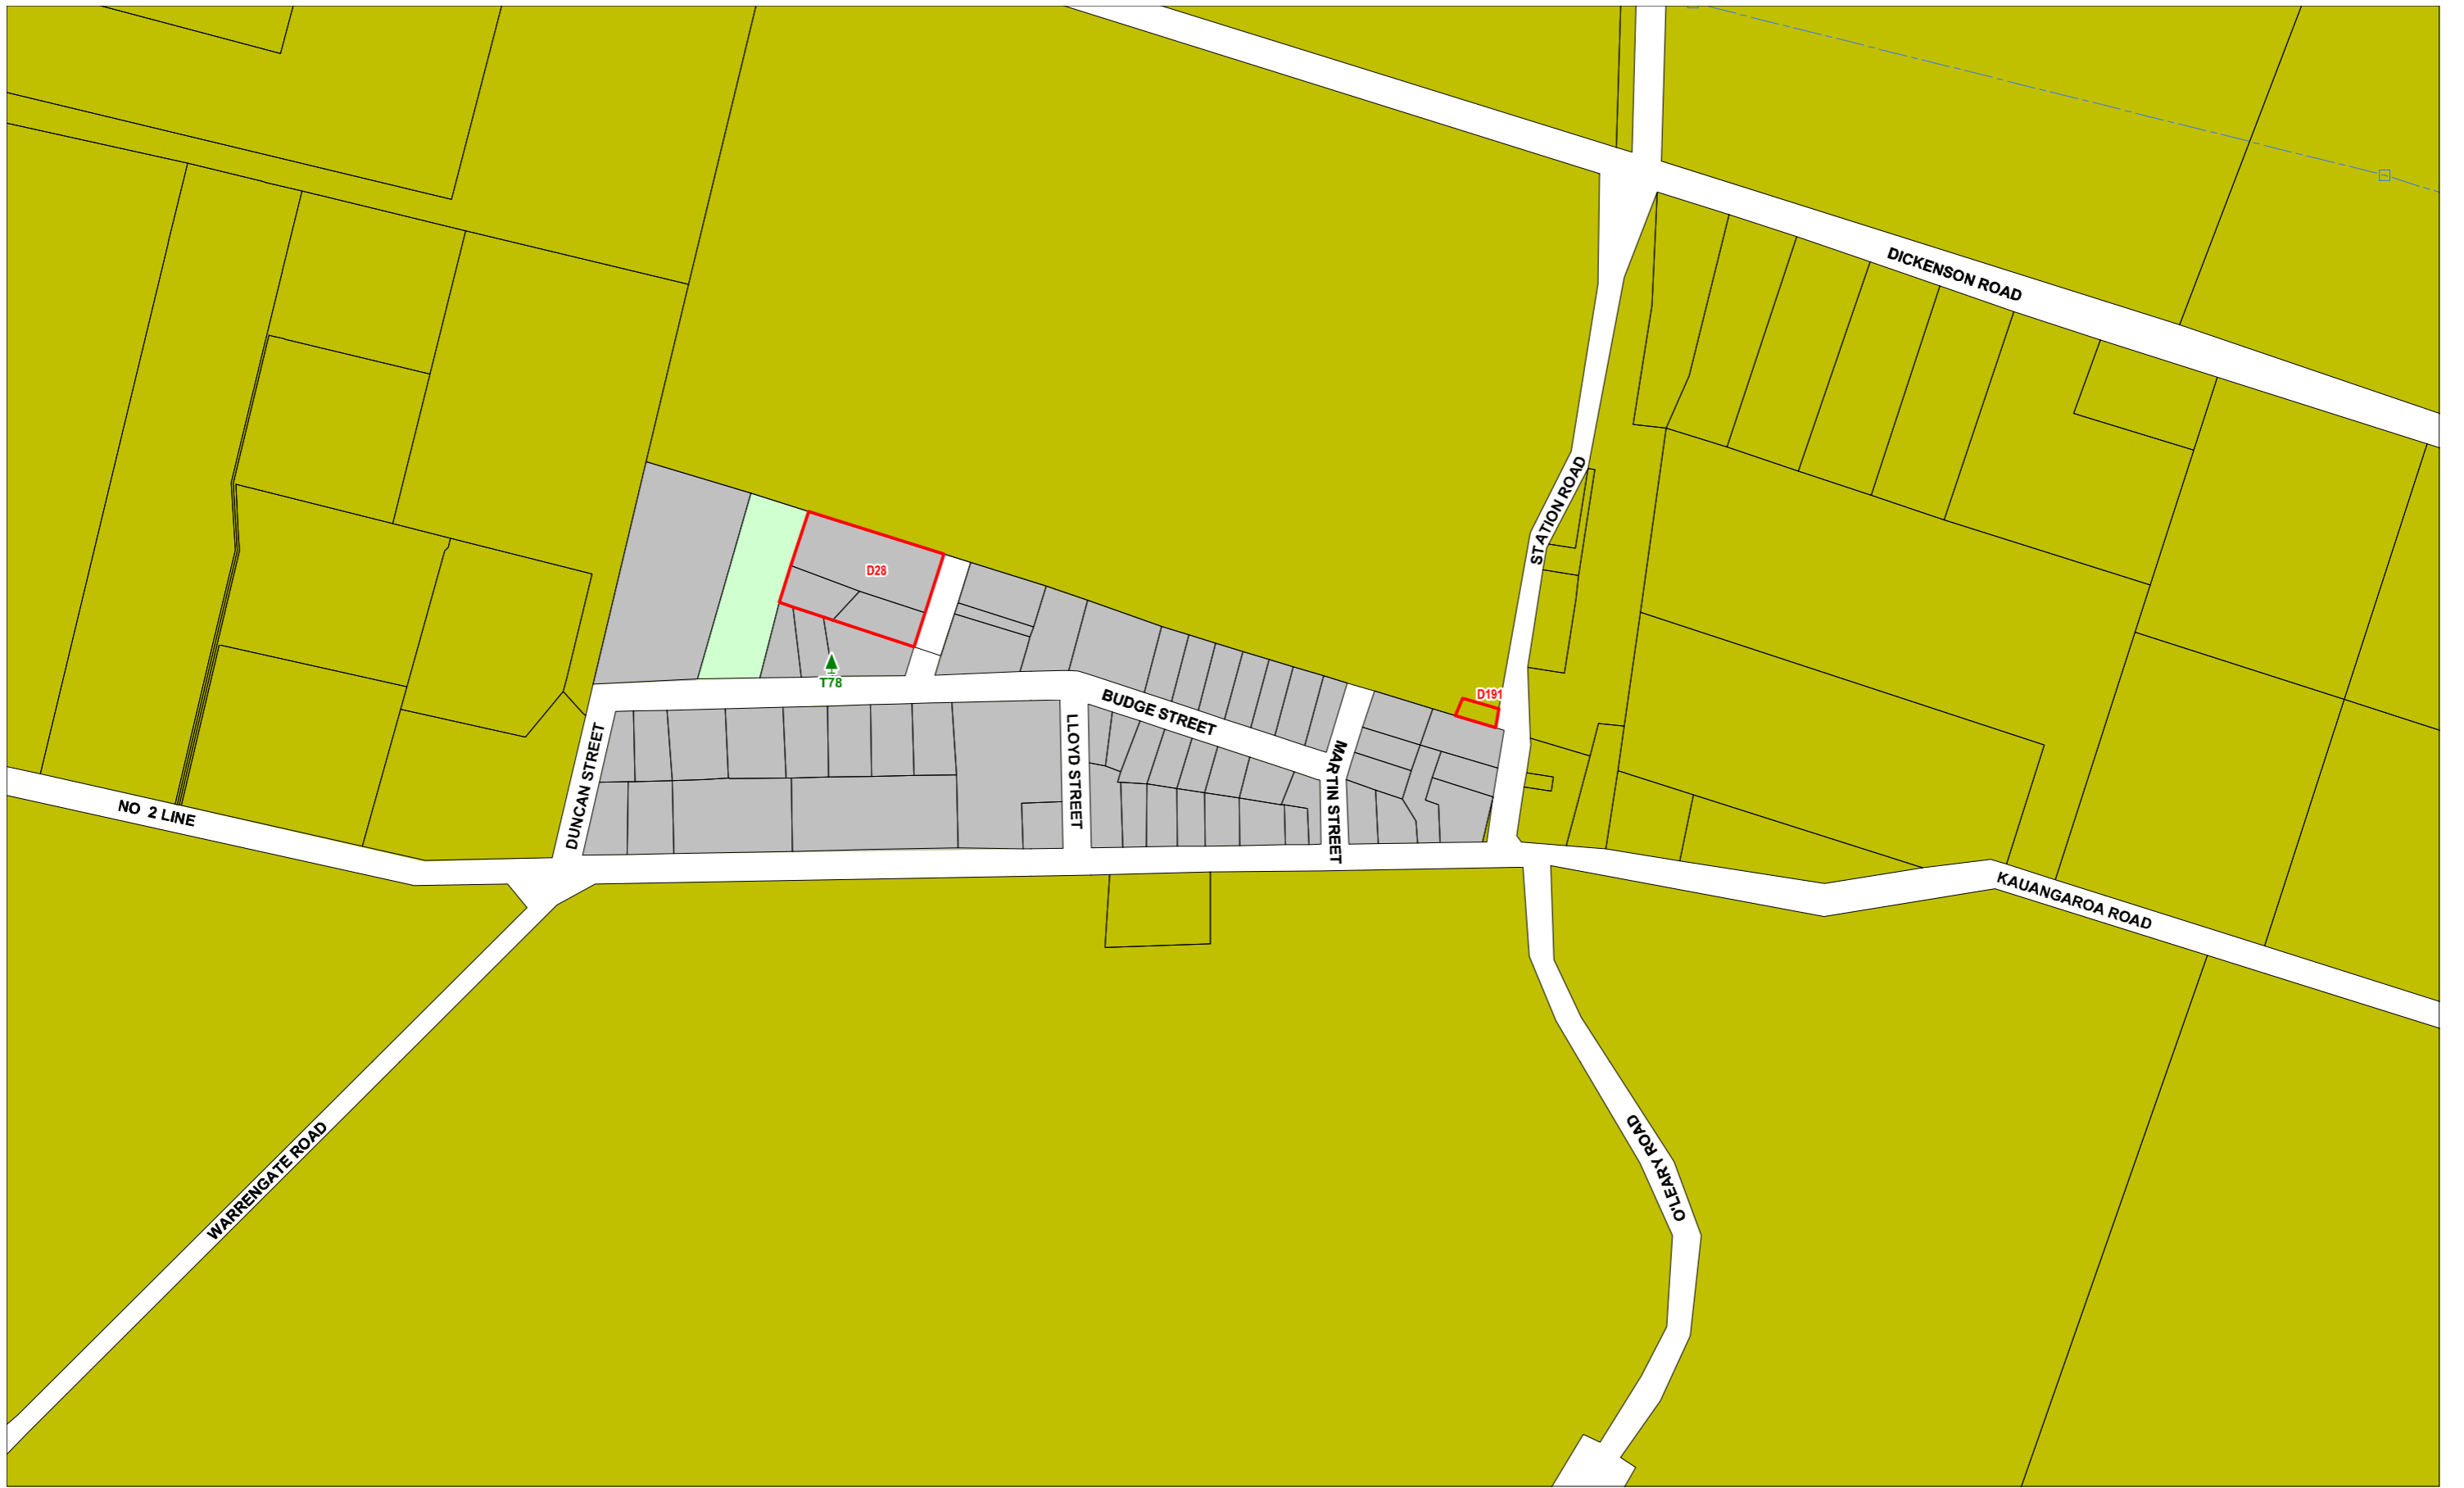 DICKENSON ROAD
STATION ROAD
D28
T78
D191
BUDGE STREET
LLOYD STREET
MARTIN STREET
DUNCAN STREET
NO 2 LINE
KAUANGAROA ROAD
WARRENGATE ROAD
O'LEARY ROAD